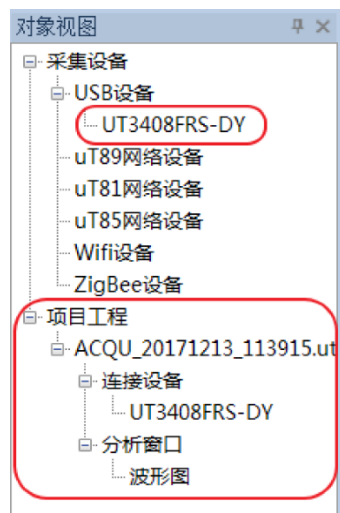 对象视图
采集设备
USB设备
UT3408FRS-DY
uT89网络设备
uT81网络设备
uT85网络设备
Wifi设备
ZigBee设备
项目工程
ACQU_20171213_113915.ut
连接设备
UT3408FRS-DY
分析窗口
波形图